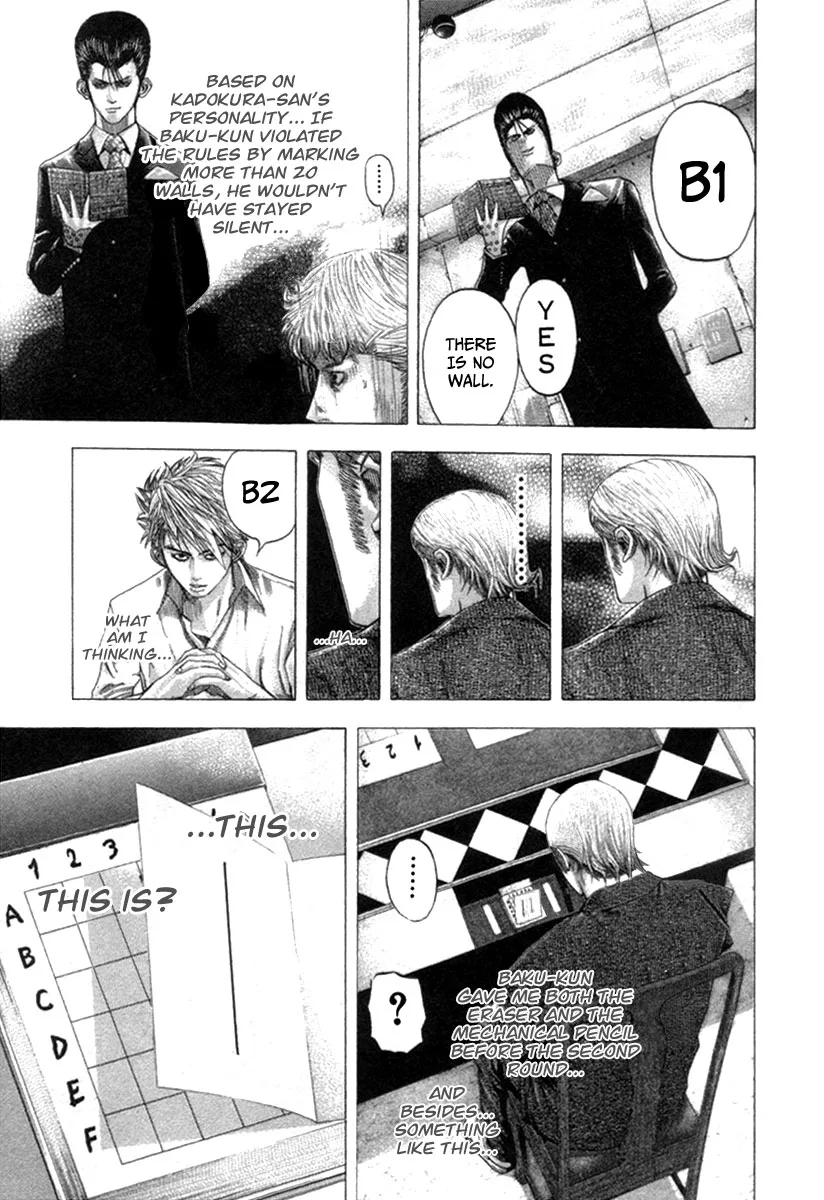 B1
YES
THERE
IS NO
WALL.
BASED ON
KADOKURA-SAN'S
PERSONALITY... IF
BAKU-KUN VIOLATED
THE RULES BY MARKING
MORE THAN 20
WALLS, HE WOULDN'T
HAVE STAYED
SILENT...
.....
........
...HA...
B2
WHAT
AM I
THINKING...
1 2 3
.....
?
BAKU-KUN
GAVE ME BOTH THE
ERASER AND THE
MECHANICAL PENCIL
BEFORE THE SECOND
ROUND...
AND
BESIDES...
SOMETHING
LIKE THIS...
...THIS...
THIS IS?
1 2 3
A
B
C
D
E
F